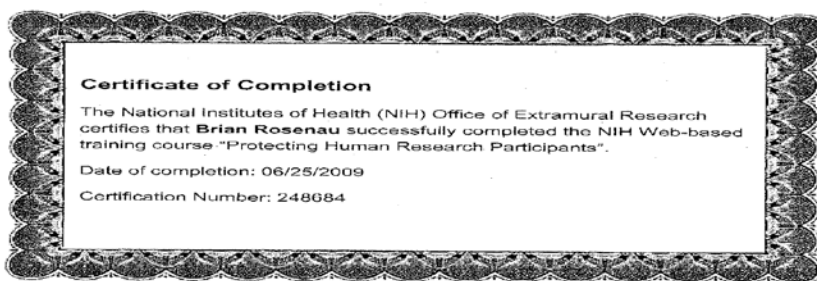 Certificate of Completion
The National Institutes of Health (NIH) Office of Extramural Research
certifies that Brian Rosenau successfully completed the NIH Web-based
training course "Protecting Human Research Participants".
Date of completion: 06/25/2009
Certification Number: 248684